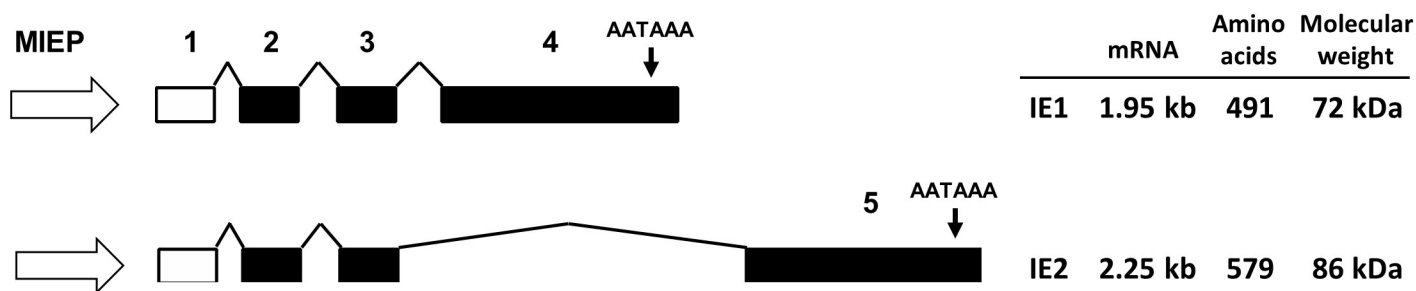 MIEP 1 2 3 4 AATAAA
mRNA Amino acids Molecular weight
IE1 1.95 kb 491 72 kDa
5 AATAAA
IE2 2.25 kb 579 86 kDa